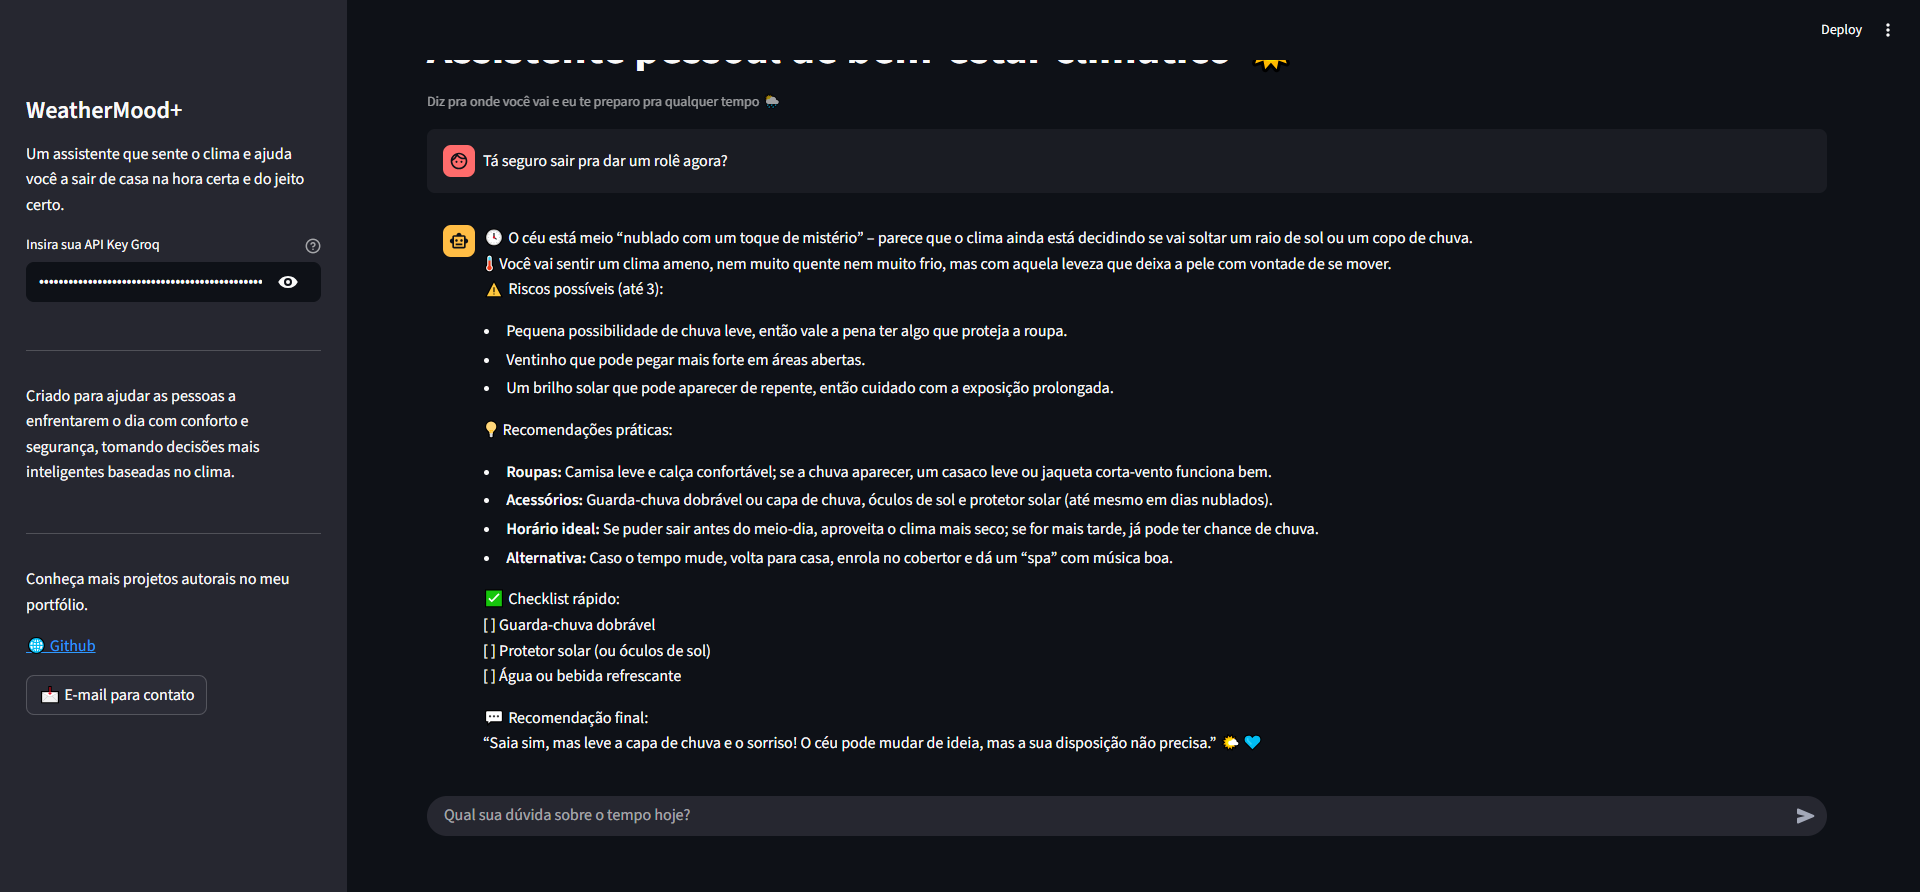 Deploy
WeatherMood+
Um assistente que sente o clima e ajuda
você a sair de casa na hora certa e do jeito
certo.
Insira sua API Key Groq
Criado para ajudar as pessoas a
enfrentarem o dia com conforto e
segurança, tomando decisões mais
inteligentes baseadas no clima.
Conheça mais projetos autorais no meu
portfólio.
🌐 Github
📩 E-mail para contato
Assistente pessoal de bem-estar climático 🌟
Diz pra onde você vai e eu te preparo pra qualquer tempo 🌦️
Tá seguro sair pra dar um rolê agora?
🕓 O céu está meio “nublado com um toque de mistério” – parece que o clima ainda está decidindo se vai soltar um raio de sol ou um copo de chuva.
🌡️ Você vai sentir um clima ameno, nem muito quente nem muito frio, mas com aquela leveza que deixa a pele com vontade de se mover.
⚠️ Riscos possíveis (até 3):
• Pequena possibilidade de chuva leve, então vale a pena ter algo que proteja a roupa.
• Ventinho que pode pegar mais forte em áreas abertas.
• Um brilho solar que pode aparecer de repente, então cuidado com a exposição prolongada.
💡 Recomendações práticas:
• Roupas: Camisa leve e calça confortável; se a chuva aparecer, um casaco leve ou jaqueta corta-vento funciona bem.
• Acessórios: Guarda-chuva dobrável ou capa de chuva, óculos de sol e protetor solar (até mesmo em dias nublados).
• Horário ideal: Se puder sair antes do meio-dia, aproveita o clima mais seco; se for mais tarde, já pode ter chance de chuva.
• Alternativa: Caso o tempo mude, volta para casa, enrola no cobertor e dá um “spa” com música boa.
✅ Checklist rápido:
[ ] Guarda-chuva dobrável
[ ] Protetor solar (ou óculos de sol)
[ ] Água ou bebida refrescante
💬 Recomendação final:
“Saia sim, mas leve a capa de chuva e o sorriso! O céu pode mudar de ideia, mas a sua disposição não precisa.” 🌤️ 💙
Qual sua dúvida sobre o tempo hoje?